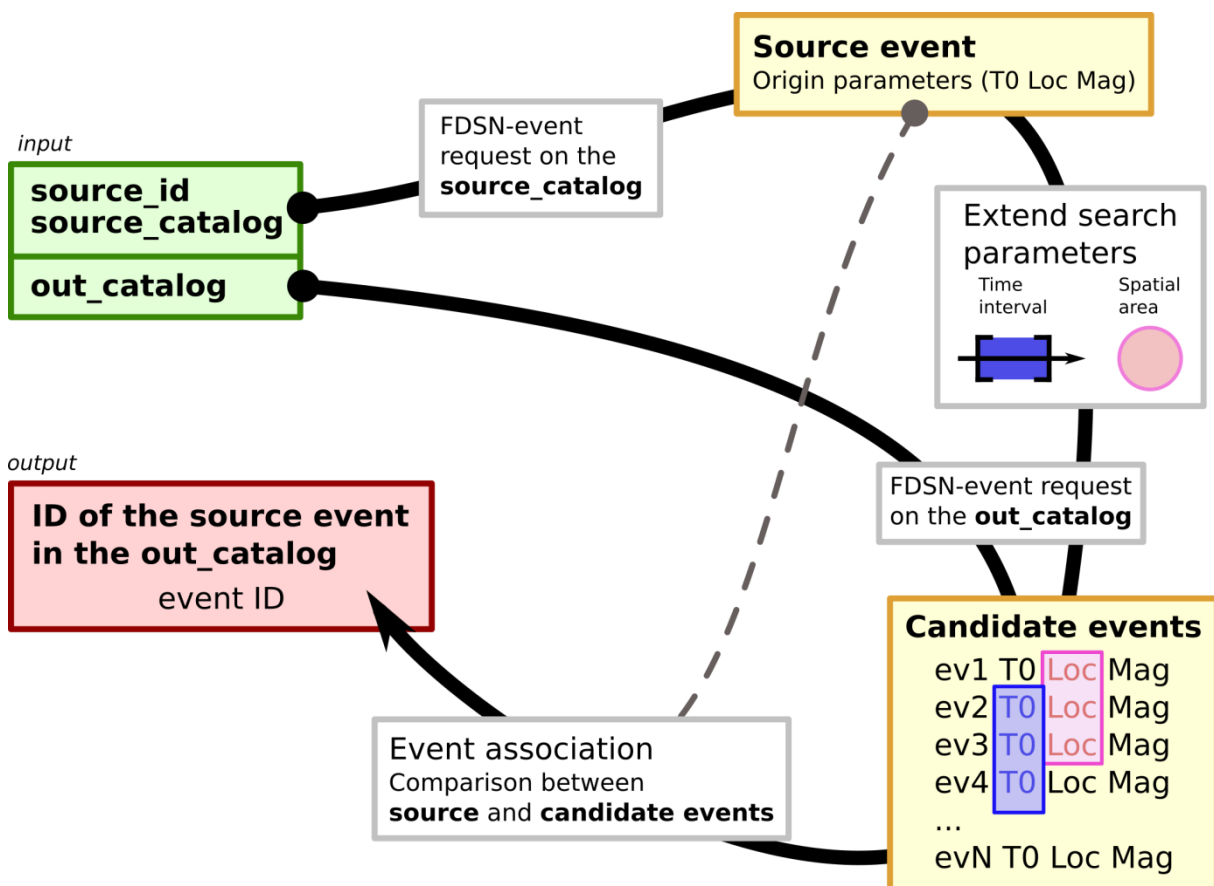 Source event
Origin parameters (T0 Loc Mag)
FDSN-event
request on the
source_catalog
input
source_id
source_catalog
out_catalog
Extend search
parameters
Time
interval
Spatial
area
output
ID of the source event
in the out_catalog
event ID
FDSN-event request
on the out_catalog
Candidate events
ev1 T0 Loc Mag
ev2 T0 Loc Mag
ev3 T0 Loc Mag
ev4 T0 Loc Mag
...
evN T0 Loc Mag
Event association
Comparison between
source and candidate events